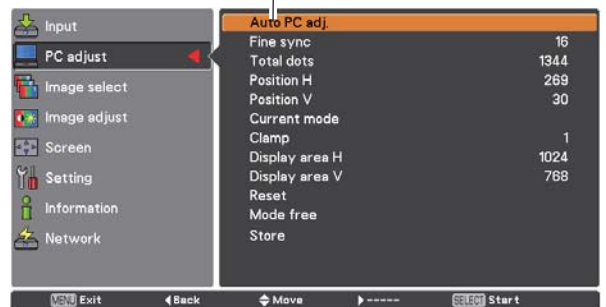 Input
PC adjust
Image select
Image adjust
Screen
Setting
Information
Network
Auto PC adj.
Fine sync 16
Total dots 1344
Position H 269
Position V 30
Current mode
Clamp 1
Display area H 1024
Display area V 768
Reset
Mode free
Store
MENU Exit Back Move ----- SELECT Start